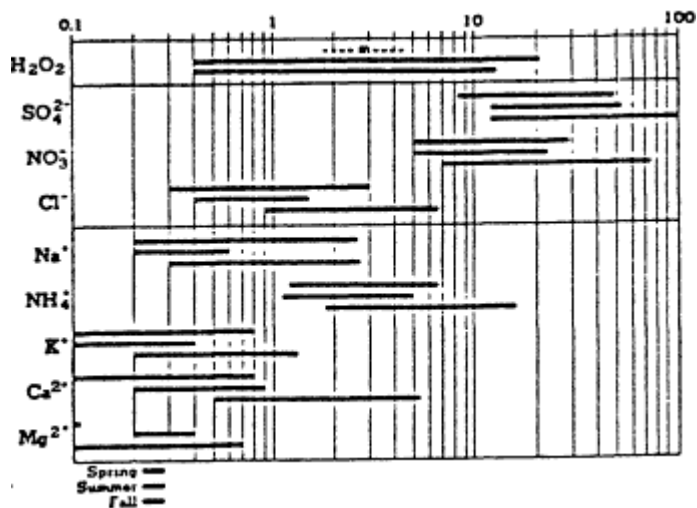 0.1 1 10 100
H₂O₂
SO₄²⁻
NO₃⁻
Cl⁻
Na⁺
NH₄⁺
K⁺
Ca²⁺
Mg²⁺
Spring
Summer
Fall